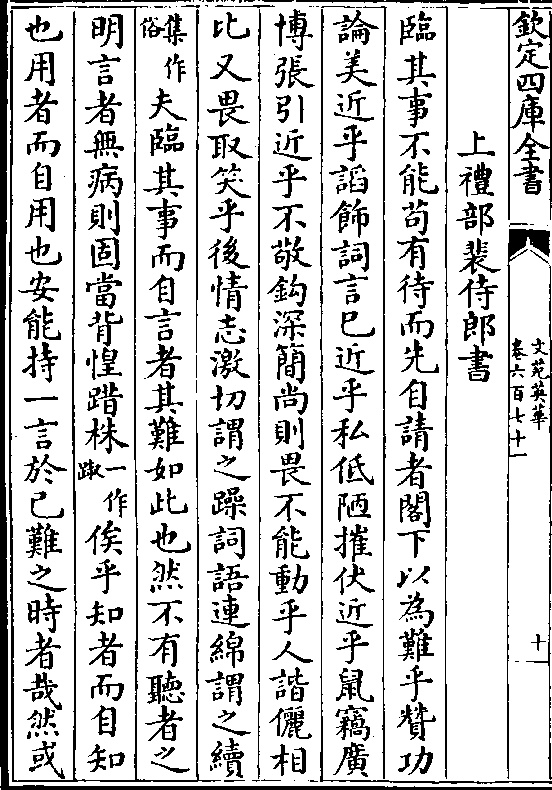 欽定四庫全書
文苑英華
卷六百七十一
十一
上禮部裴侍郎書
臨其事不能苟有待而先自請者閣下以為難乎贊功
論美近乎謟飾詞言已近乎私低陋摧伏近乎鼠竊廣
博張引近乎不敬鈎深簡尚則畏不能動乎人諧儷相
比又畏取笑乎後情志激切謂之躁詞語連綿謂之續
集作俗夫臨其事而自言者其難如此也然不有聽者之
明言者無病則固當背惶踖株一作踧俟乎知者而自知
也用者而自用也安能持一言於已難之時者哉然或